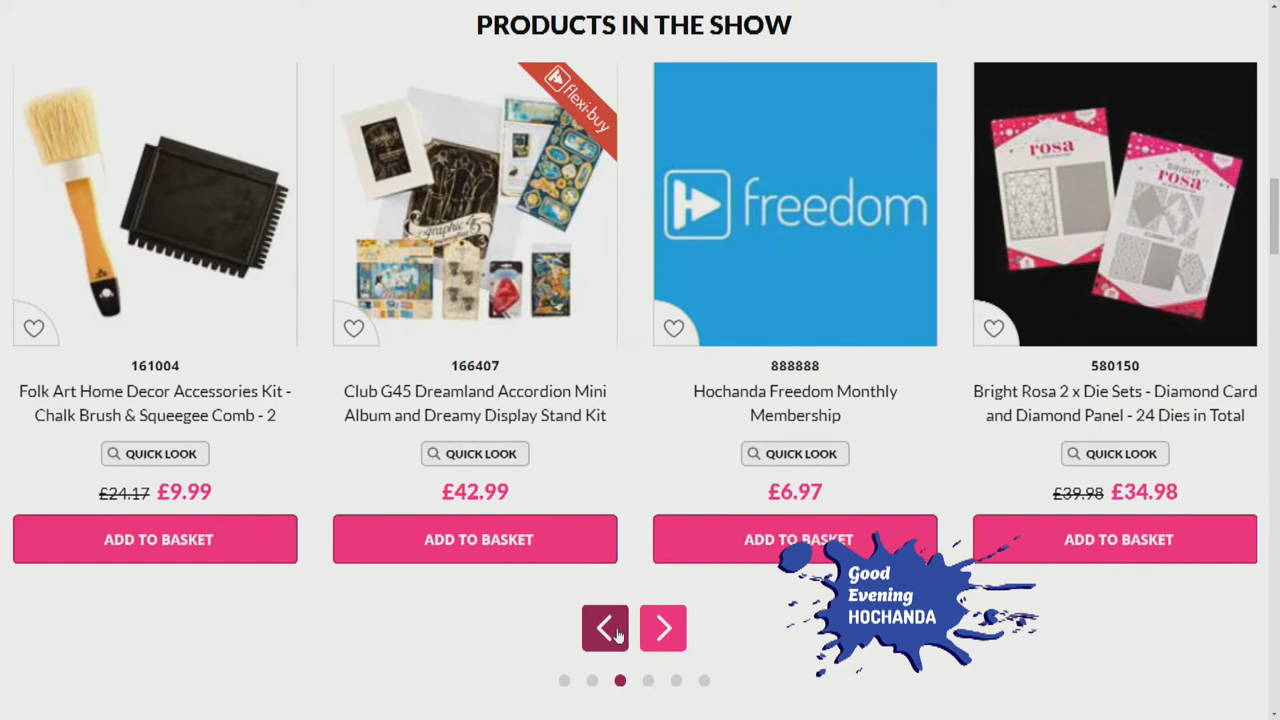 PRODUCTS IN THE SHOW
flexi-buy
rosa
BRIGHT
rosa
graphic
freedom
161004
166407
888888
580150
Folk Art Home Decor Accessories Kit -
Chalk Brush & Squeegee Comb - 2
Club G45 Dreamland Accordion Mini
Album and Dreamy Display Stand Kit
Hochanda Freedom Monthly
Membership
Bright Rosa 2 x Die Sets - Diamond Card
and Diamond Panel - 24 Dies in Total
QUICK LOOK
QUICK LOOK
QUICK LOOK
QUICK LOOK
£24.17 £9.99
£42.99
£6.97
£39.98 £34.98
ADD TO BASKET
ADD TO BASKET
ADD TO BASKET
ADD TO BASKET
Good
Evening
HOCHANDA